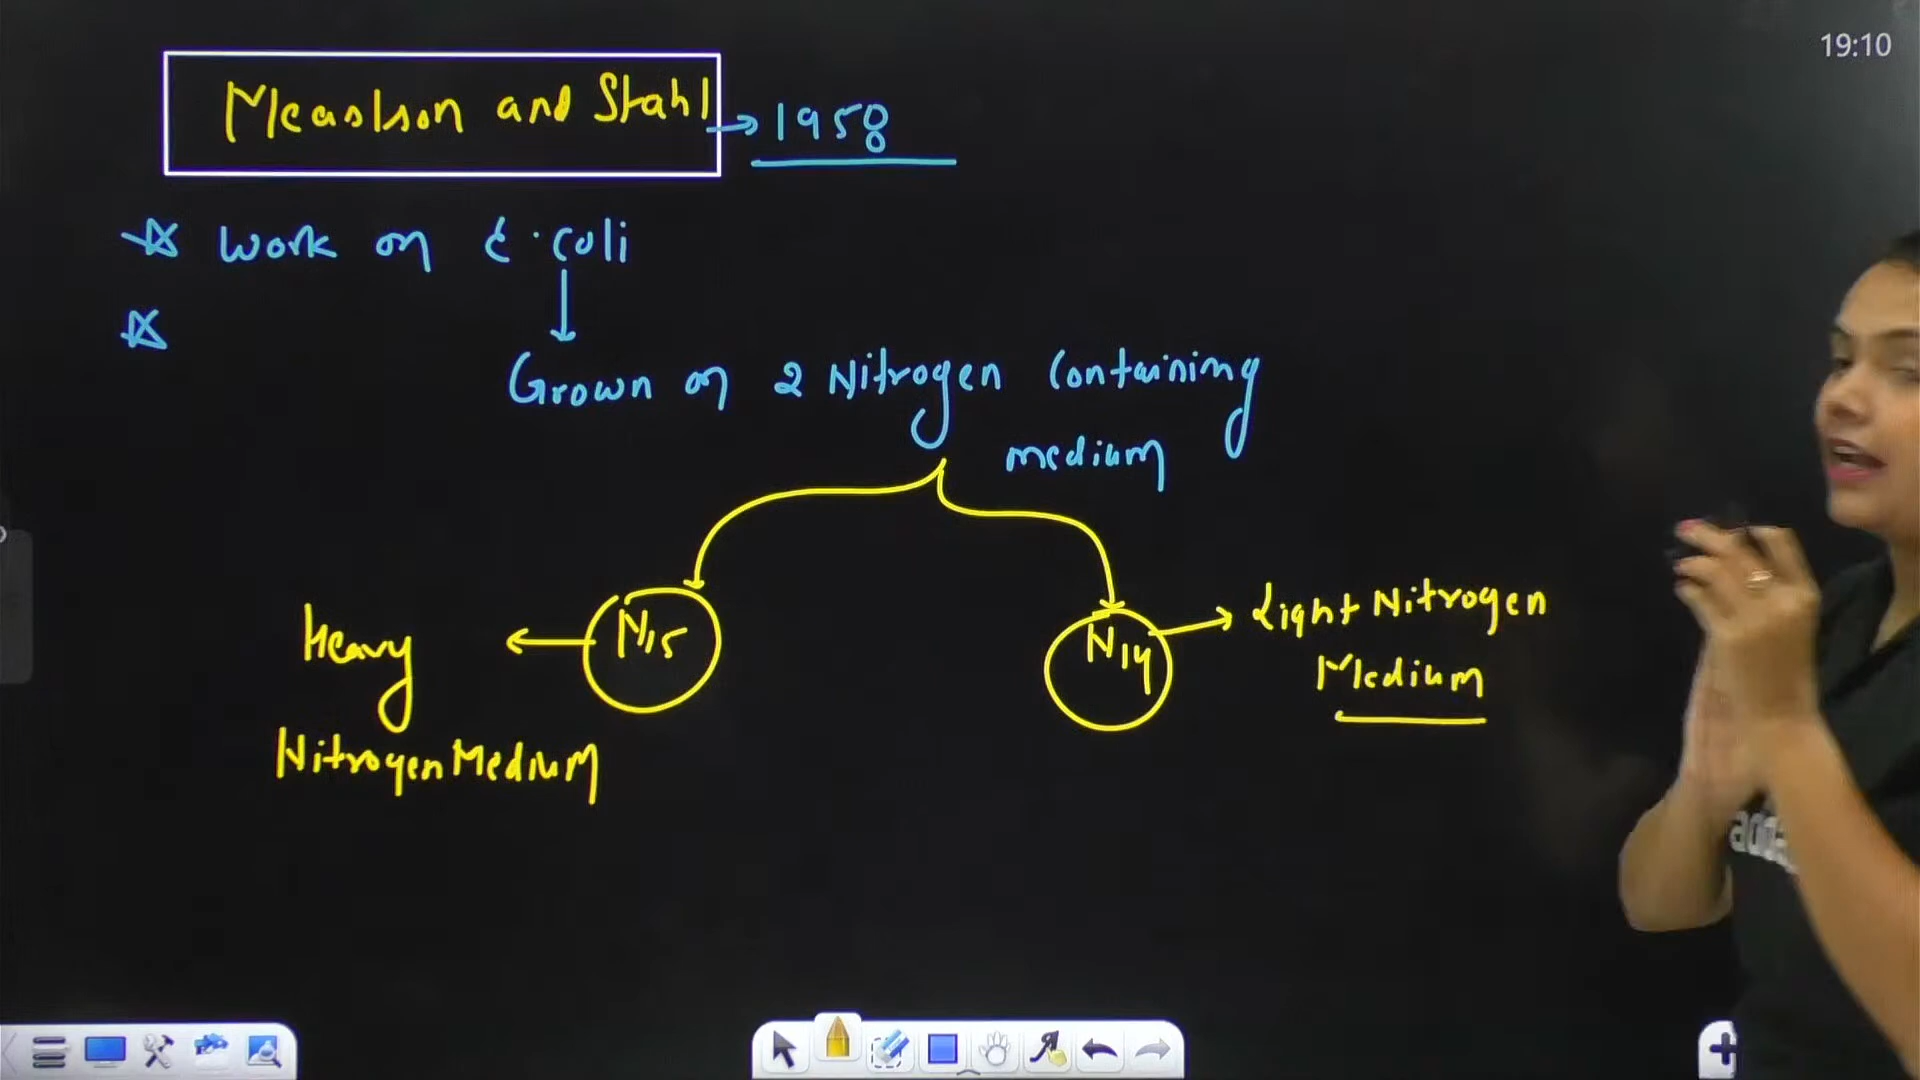 19:10
Measlson and Stahl → 1958
☆ Work on E. coli
☆
Grown on 2 Nitrogen Containing
medium
N15
N14
Heavy
Nitrogen Medium
Light Nitrogen
Medium